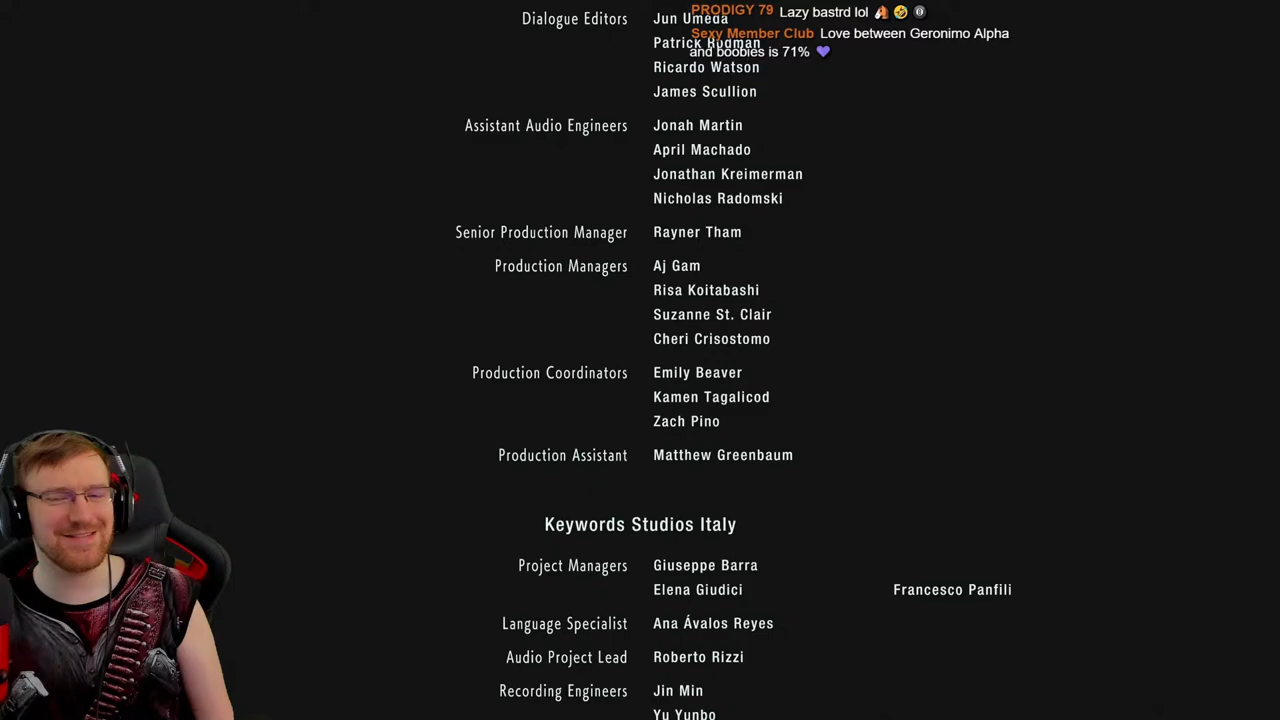 PRODIGY 79 Lazy bastrd lol
Sexy Member Club Love between Geronimo Alpha
and boobies is 71%
Dialogue Editors Jun Umeda
Patrick Rodman
Ricardo Watson
James Scullion
Assistant Audio Engineers Jonah Martin
April Machado
Jonathan Kreimerman
Nicholas Radomski
Senior Production Manager Rayner Tham
Production Managers Aj Gam
Risa Koitabashi
Suzanne St. Clair
Cheri Crisostomo
Production Coordinators Emily Beaver
Kamen Tagalicod
Zach Pino
Production Assistant Matthew Greenbaum
Keywords Studios Italy
Project Managers Giuseppe Barra
Elena Giudici Francesco Panfili
Language Specialist Ana Ávalos Reyes
Audio Project Lead Roberto Rizzi
Recording Engineers Jin Min
Yu Yunbo